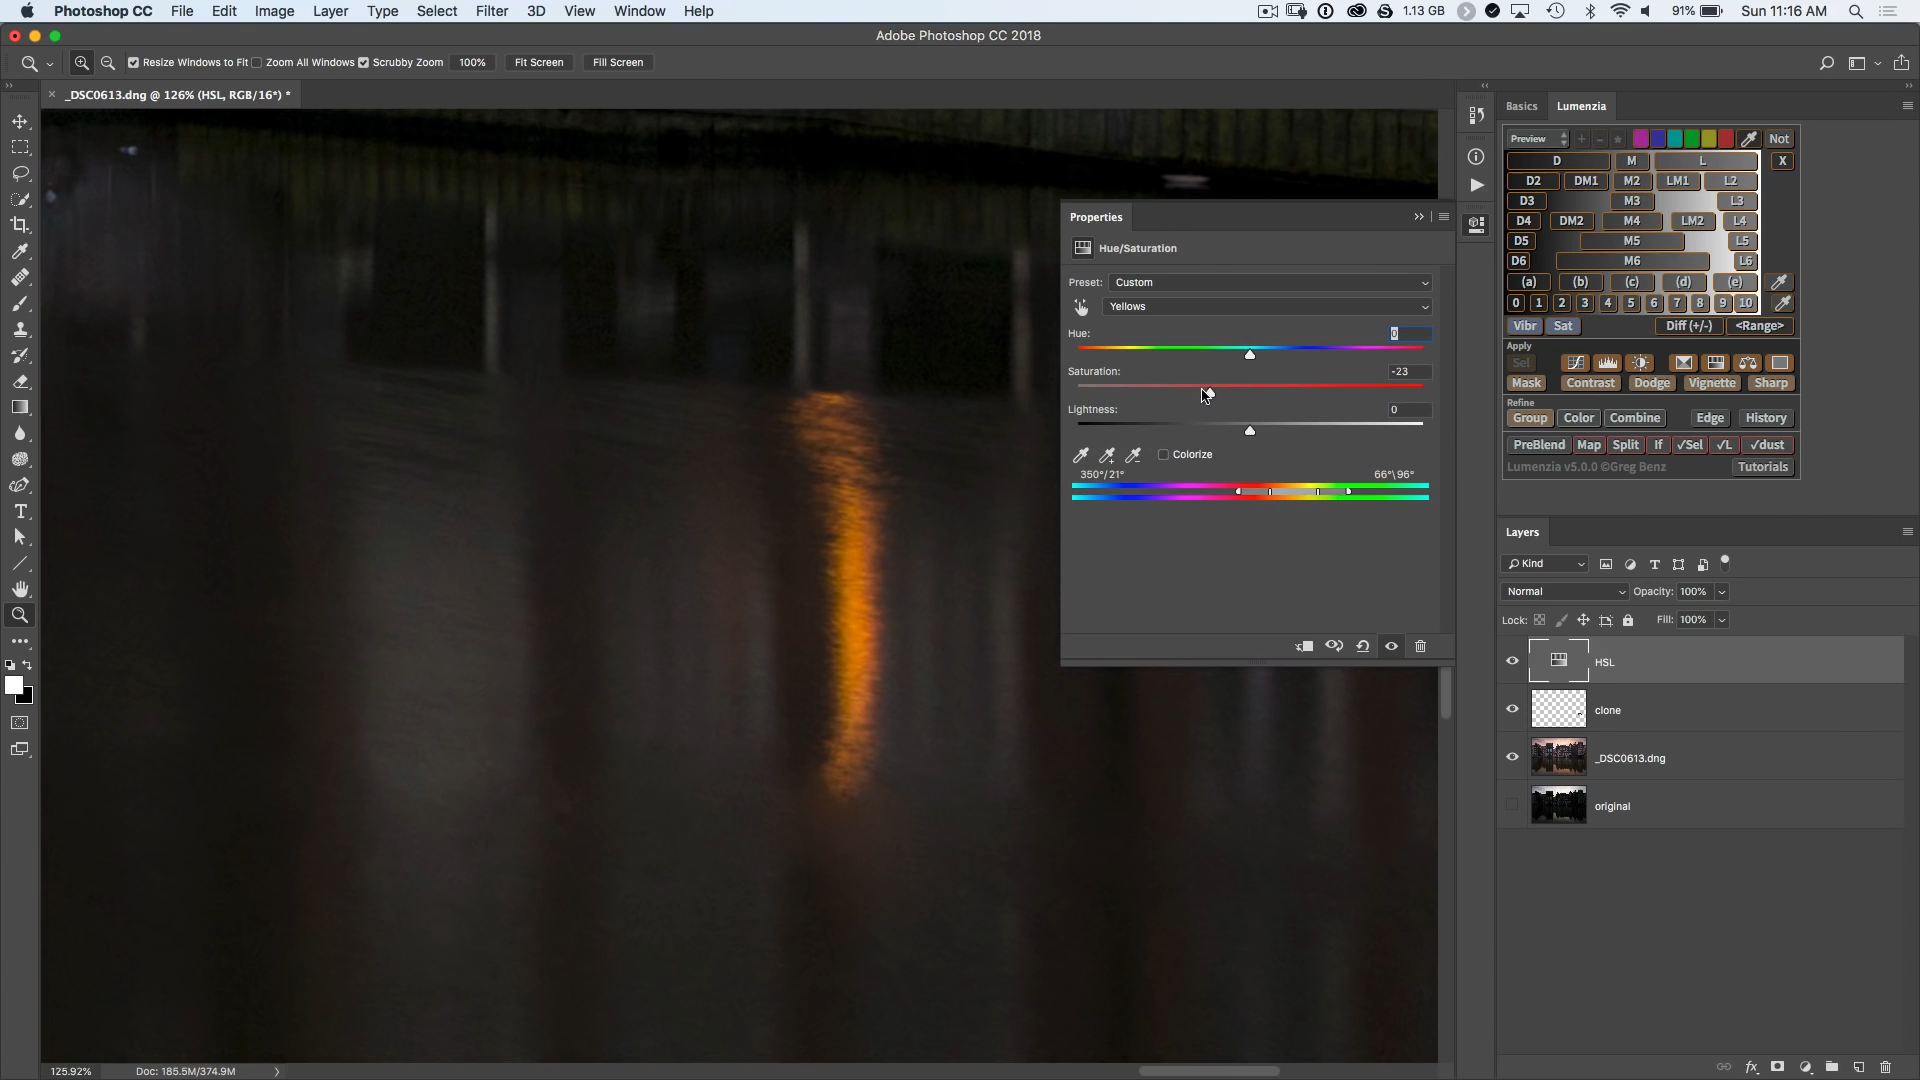 Photoshop CC File Edit Image Layer Type Select Filter 3D View Window Help 1.13 GB 91% Sun 11:16 AM
Adobe Photoshop CC 2018
Resize Windows to Fit Zoom All Windows Scrubby Zoom 100% Fit Screen Fill Screen
_DSC0613.dng @ 126% (HSL, RGB/16*) *
Properties
Hue/Saturation
Preset: Custom
Yellows
Hue: 0
Saturation: -23
Lightness: 0
Colorize
350°/21° 66°\96°
Basics Lumenzia
Preview Not
D M L X
D2 DM1 M2 LM1 L2
D3 M3 L3
D4 DM2 M4 LM2 L4
D5 M5 L5
D6 M6 L6
(a) (b) (c) (d) (e)
0 1 2 3 4 5 6 7 8 9 10
Vibr Sat Diff (+/-) <Range>
Apply
Sel
Mask Contrast Dodge Vignette Sharp
Refine
Group Color Combine Edge History
PreBlend Map Split If √Sel √L √dust
Lumenzia v5.0.0 ©Greg Benz Tutorials
Layers
Kind
Normal Opacity: 100%
Lock: Fill: 100%
HSL
clone
_DSC0613.dng
original
fx
125.92% Doc: 185.5M/374.9M